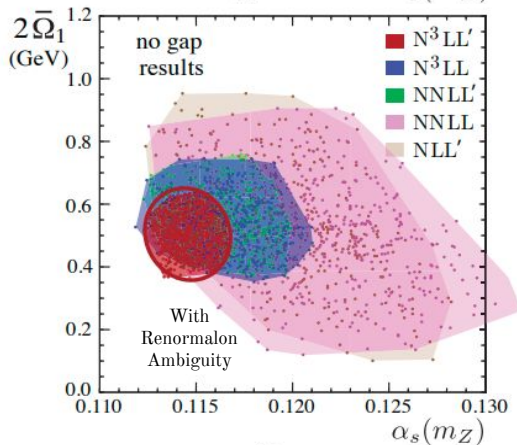 2 Ω̄₁
(GeV)
1.2
1.0
0.8
0.6
0.4
0.2
0.0
no gap
results
N³LL′
N³LL
NNLL′
NNLL
NLL′
With
Renormalon
Ambiguity
0.110
0.115
0.120
0.125
0.130
αs(mZ)